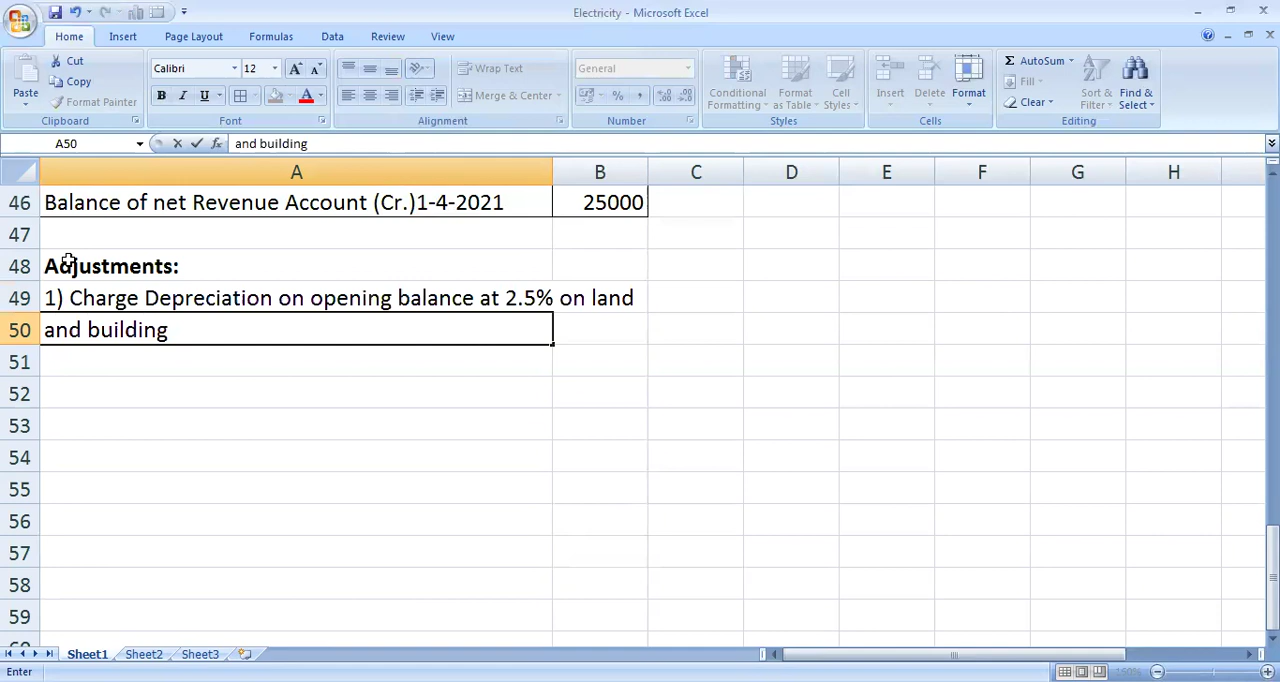 Electricity - Microsoft Excel
Home Insert Page Layout Formulas Data Review View
Paste Cut Copy Format Painter
Clipboard
Calibri 12 A A
B I U A
Font
Wrap Text
Merge & Center
Alignment
General
% ,
Number
Conditional Formatting Format as Table Cell Styles
Styles
Insert Delete Format
Cells
Σ AutoSum Fill Clear Sort & Filter Find & Select
Editing
A50 fx and building
A B C D E F G H
46 Balance of net Revenue Account (Cr.)1-4-2021 25000
47
48 Adjustments:
49 1) Charge Depreciation on opening balance at 2.5% on land
50 and building
51
52
53
54
55
56
57
58
59
Sheet1 Sheet2 Sheet3
Enter 150%